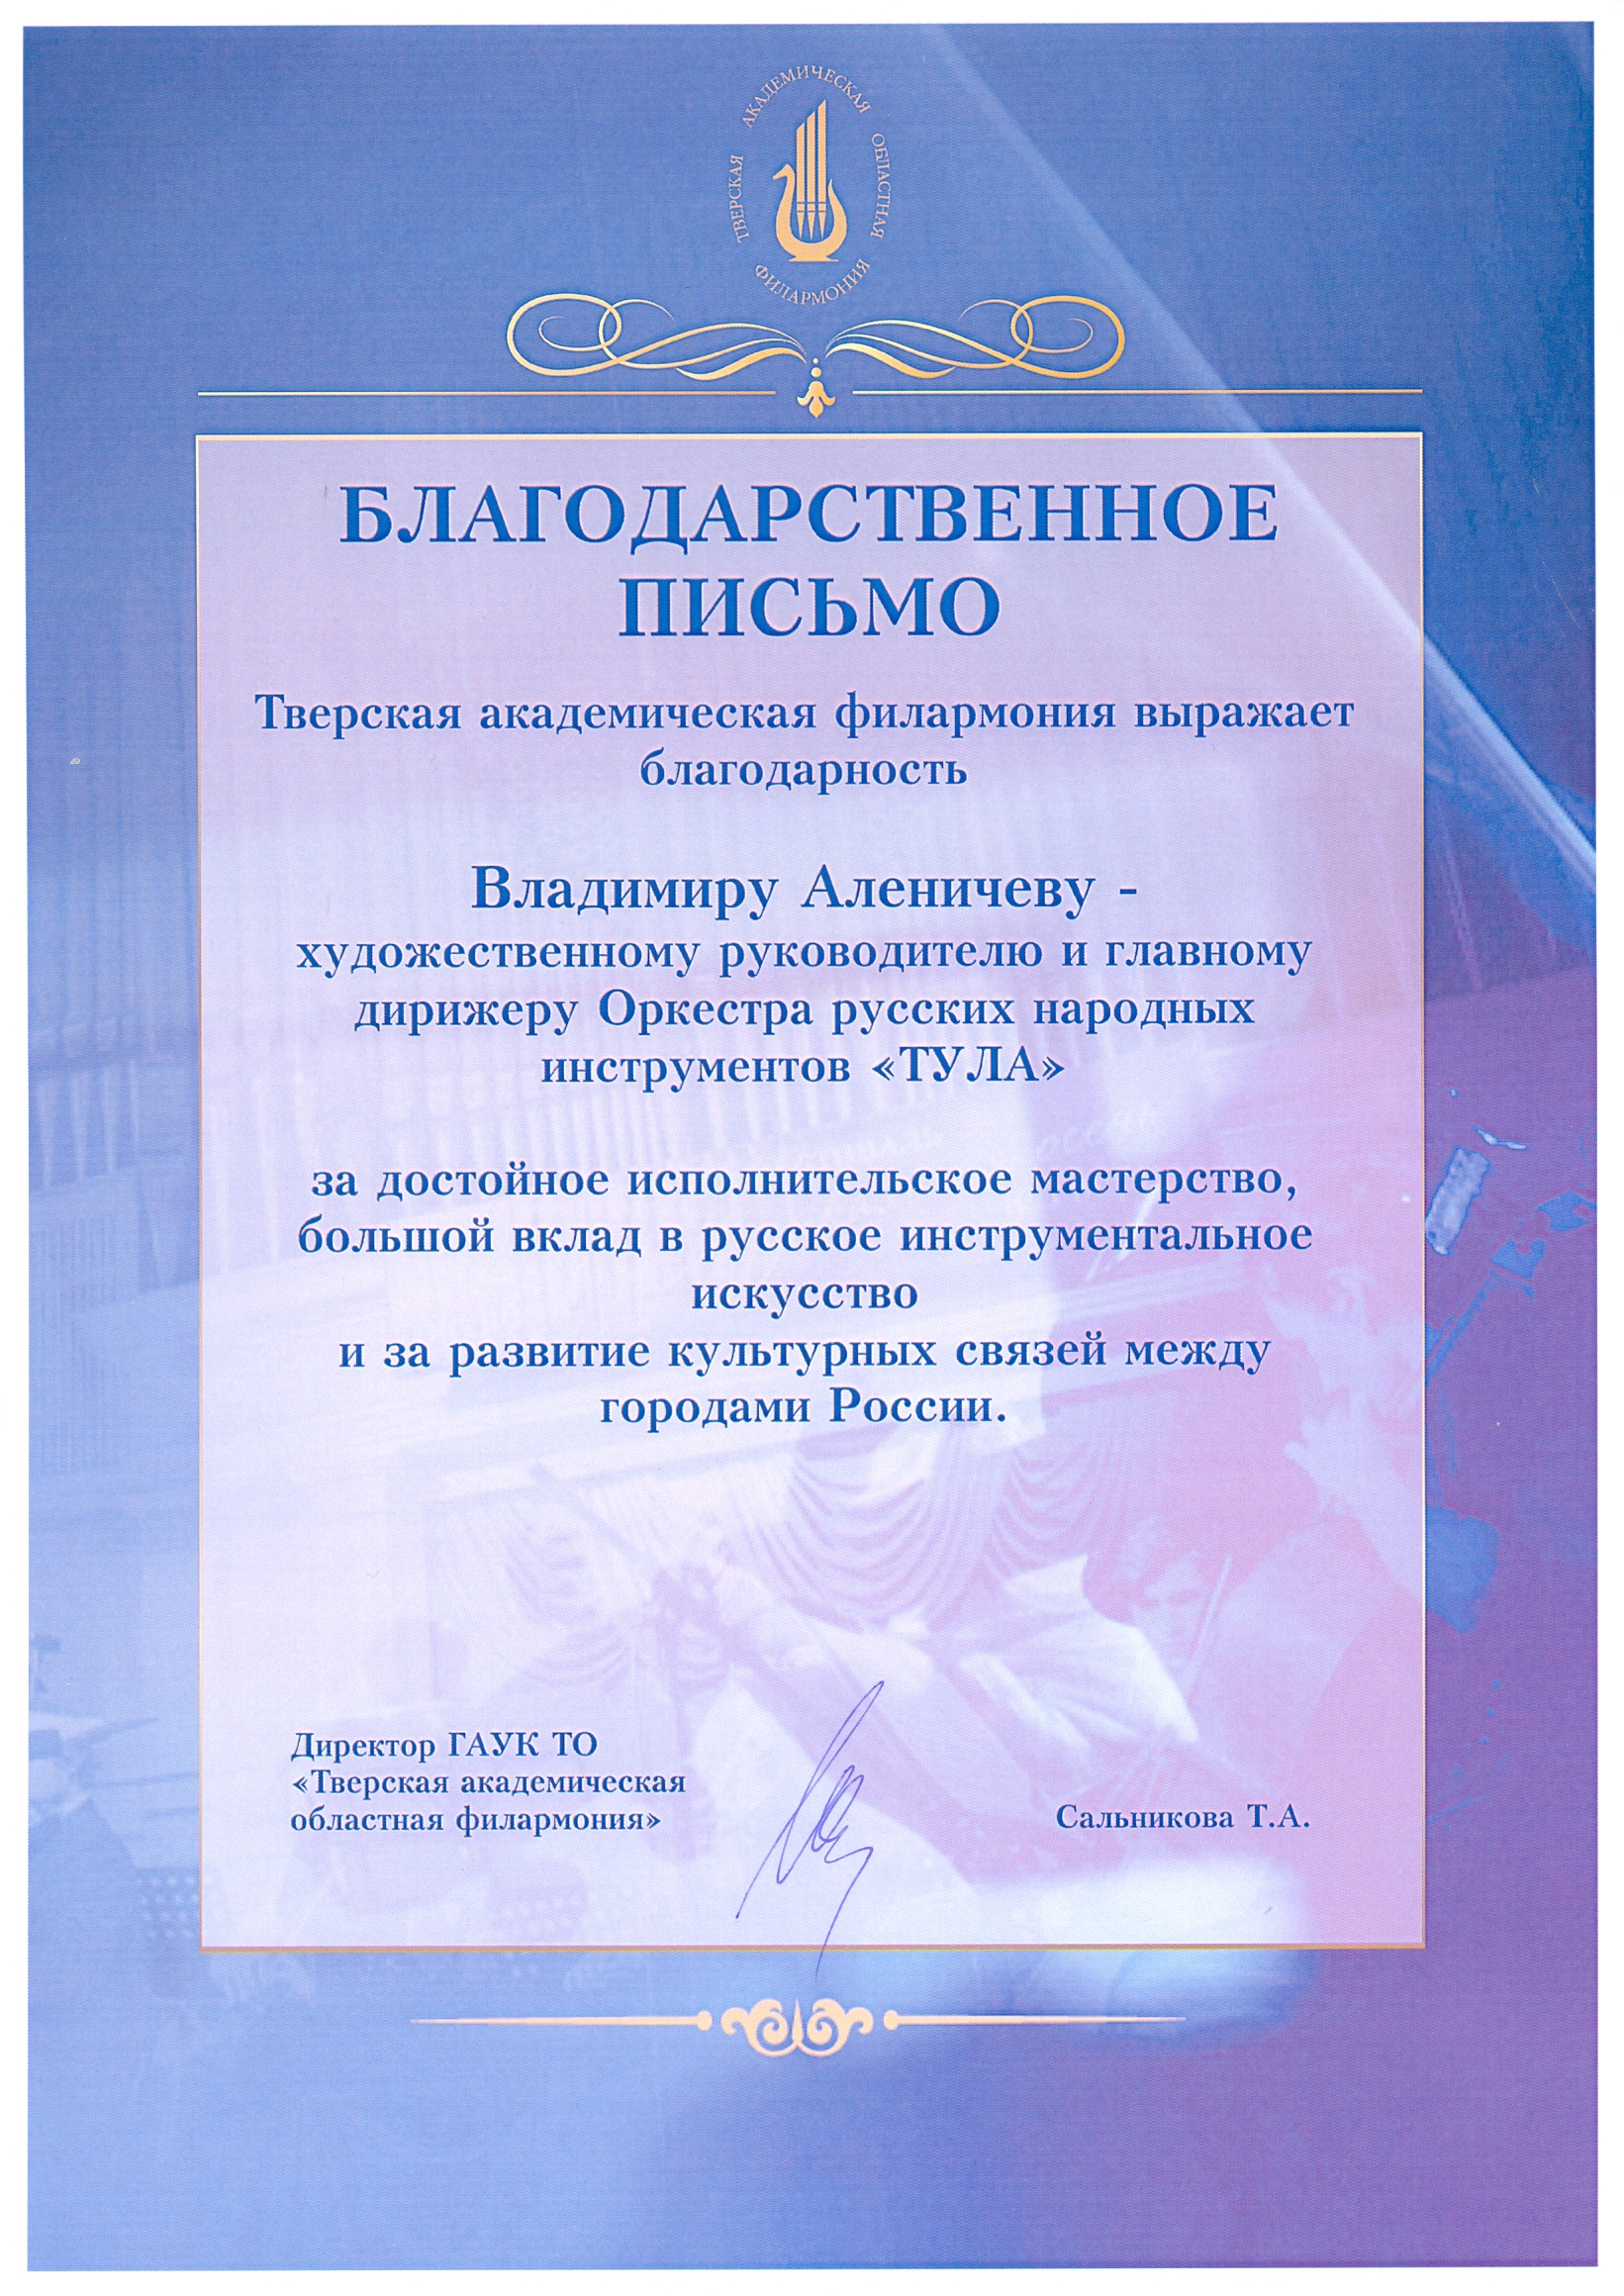 ТВЕРСКАЯ АКАДЕМИЧЕСКАЯ ОБЛАСТНАЯ ФИЛАРМОНИЯ
БЛАГОДАРСТВЕННОЕ
ПИСЬМО
Тверская академическая филармония выражает
благодарность
Владимиру Аленичеву -
художественному руководителю и главному
дирижеру Оркестра русских народных
инструментов «ТУЛА»
за достойное исполнительское мастерство,
большой вклад в русское инструментальное
искусство
и за развитие культурных связей между
городами России.
Директор ГАУК ТО
«Тверская академическая
областная филармония»
Сальникова Т.А.